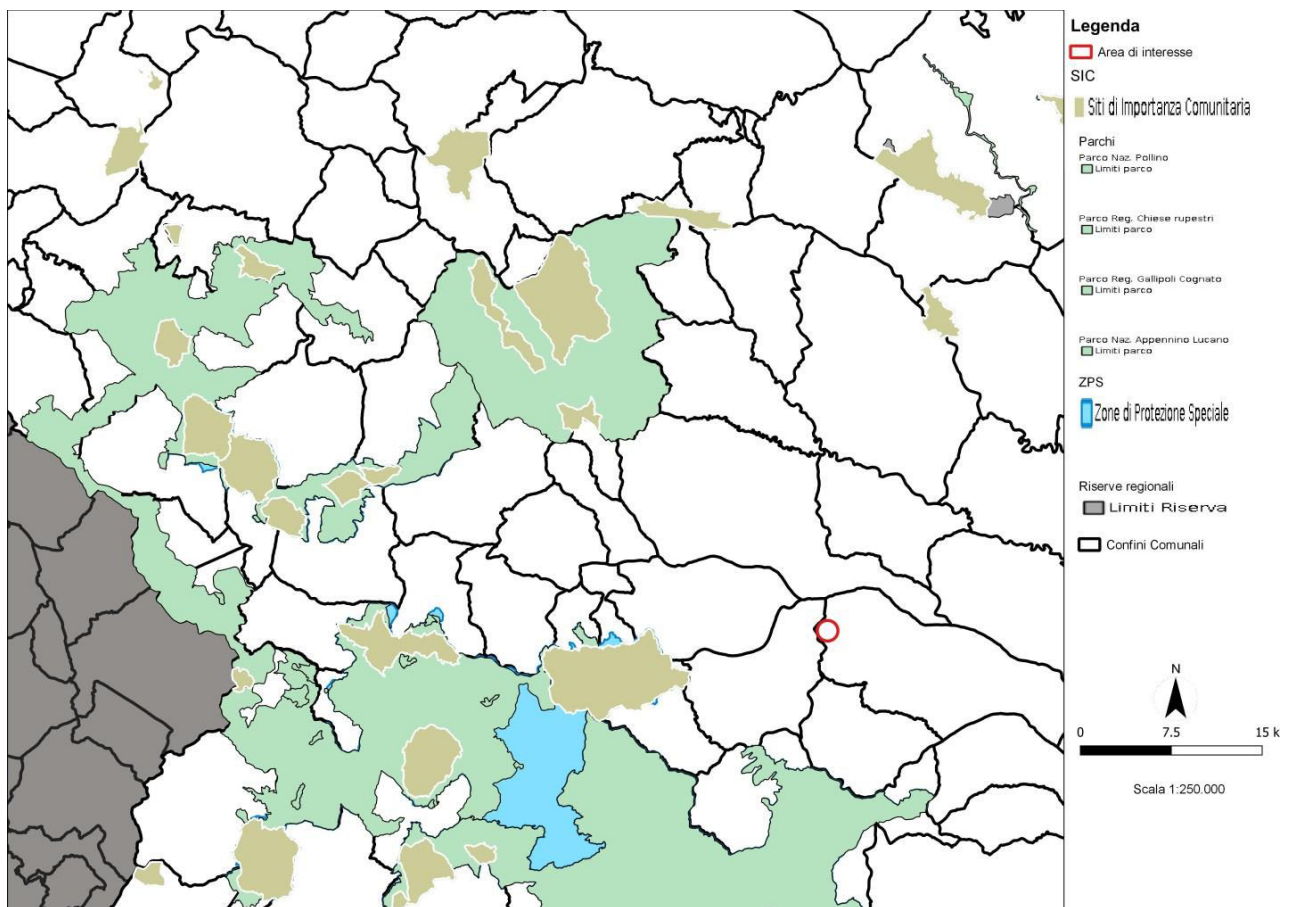 Legenda
Area di interesse
SIC
Siti di Importanza Comunitaria
Parchi
Parco Naz. Pollino
Limiti parco
Parco Reg. Chiese rupestri
Limiti parco
Parco Reg. Gallipoli Cognato
Limiti parco
Parco Naz. Appennino Lucano
Limiti parco
ZPS
Zone di Protezione Speciale
Riserve regionali
Limiti Riserva
Confini Comunali
N
0 7.5 15 k
Scala 1:250.000